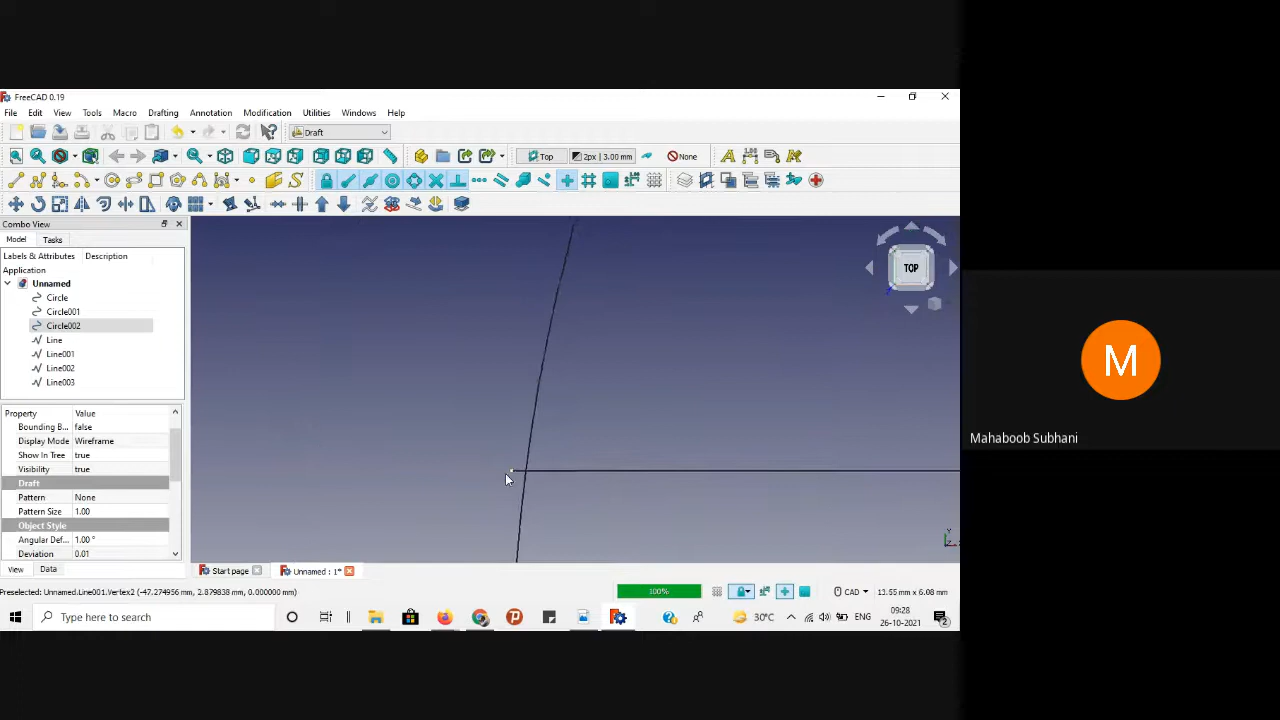 FreeCAD 0.19
File Edit View Tools Macro Drafting Annotation Modification Utilities Windows Help
Draft
Top 2px | 3.00 mm None
Combo View
Model Tasks
Labels & Attributes Description
Application
Unnamed
Circle
Circle001
Circle002
Line
Line001
Line002
Line003
Property Value
Bounding B... false
Display Mode Wireframe
Show In Tree true
Visibility true
Draft
Pattern None
Pattern Size 1.00
Object Style
Angular Def... 1.00 °
Deviation 0.01
View Data
TOP
Y
Start page Unnamed : 1*
Preselected: Unnamed.Line001.Vertex2 (-47.274956 mm, 2.879838 mm, 0.000000 mm)
100%
CAD 13.55 mm x 6.08 mm
Type here to search
30°C ENG
09:28
26-10-2021
2
M
Mahaboob Subhani